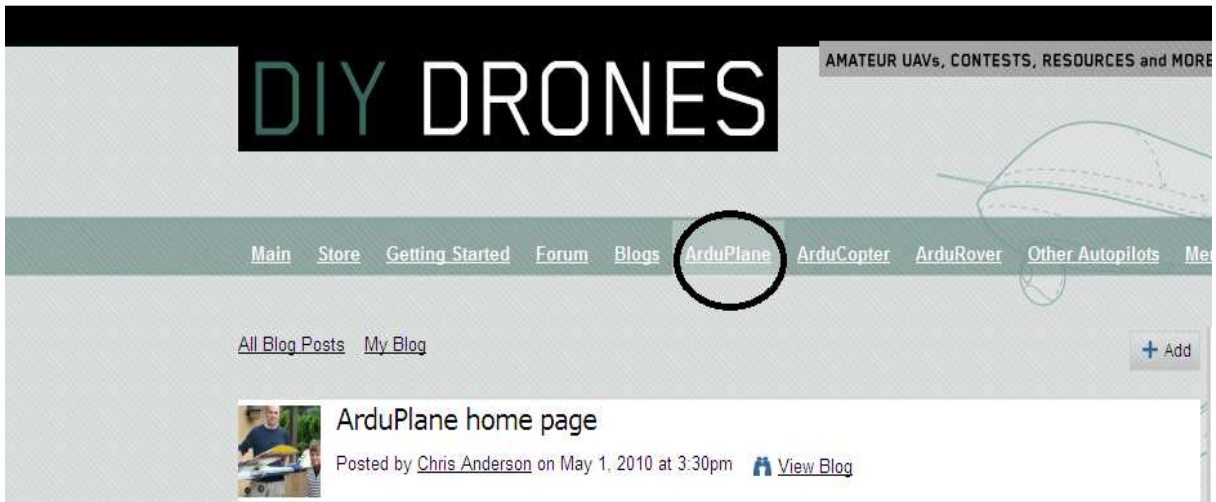 DIY DRONES
AMATEUR UAVs, CONTESTS, RESOURCES and MORE
Main Store Getting Started Forum Blogs ArduPlane ArduCopter ArduRover Other Autopilots
All Blog Posts My Blog
+ Add
ArduPlane home page
Posted by Chris Anderson on May 1, 2010 at 3:30pm View Blog